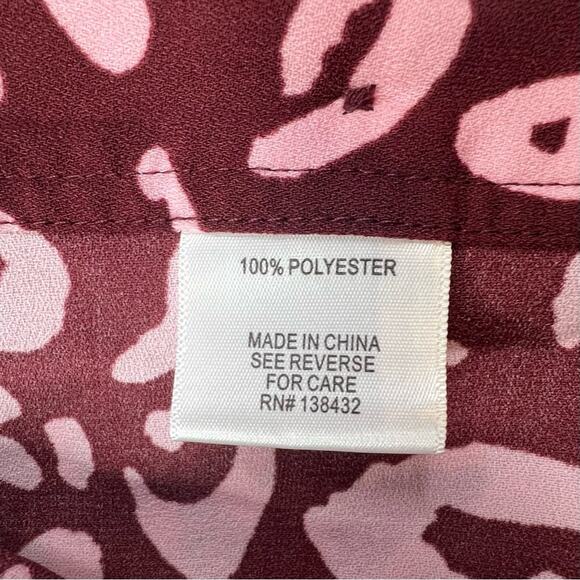 100% POLYESTER
MADE IN CHINA
SEE REVERSE
FOR CARE
RN# 138432